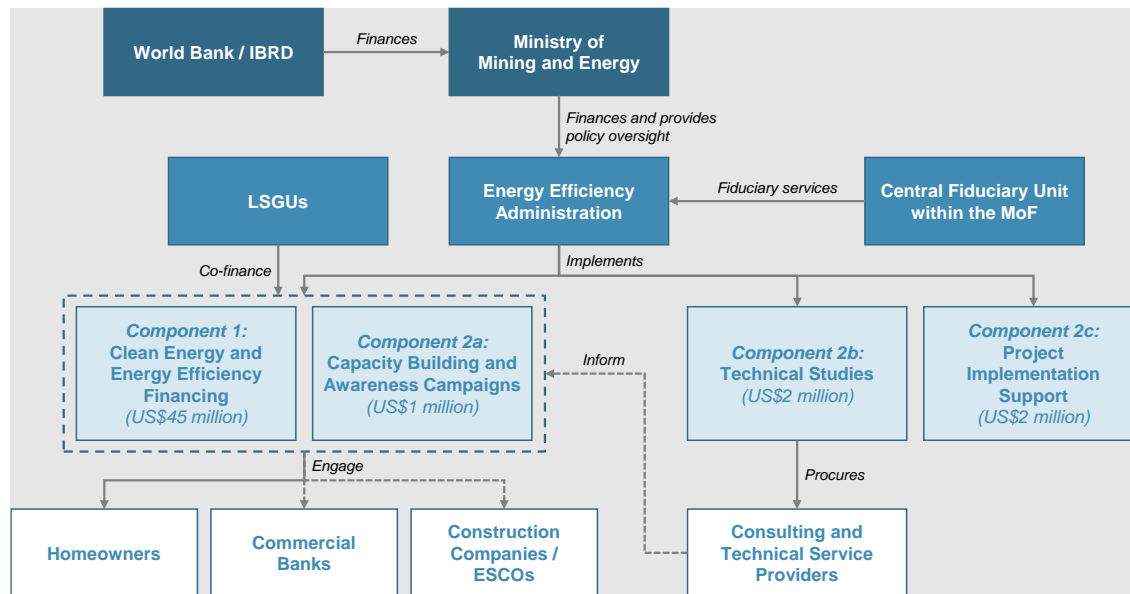 World Bank / IBRD
Finances
Ministry of
Mining and Energy
Finances and provides
policy oversight
LSGUs
Energy Efficiency
Administration
Fiduciary services
Central Fiduciary Unit
within the MoF
Co-finance
Implements
Component 1:
Clean Energy and
Energy Efficiency
Financing
(US$45 million)
Component 2a:
Capacity Building and
Awareness Campaigns
(US$1 million)
Inform
Component 2b:
Technical Studies
(US$2 million)
Component 2c:
Project
Implementation
Support
(US$2 million)
Engage
Procures
Homeowners
Commercial
Banks
Construction
Companies /
ESCOs
Consulting and
Technical Service
Providers